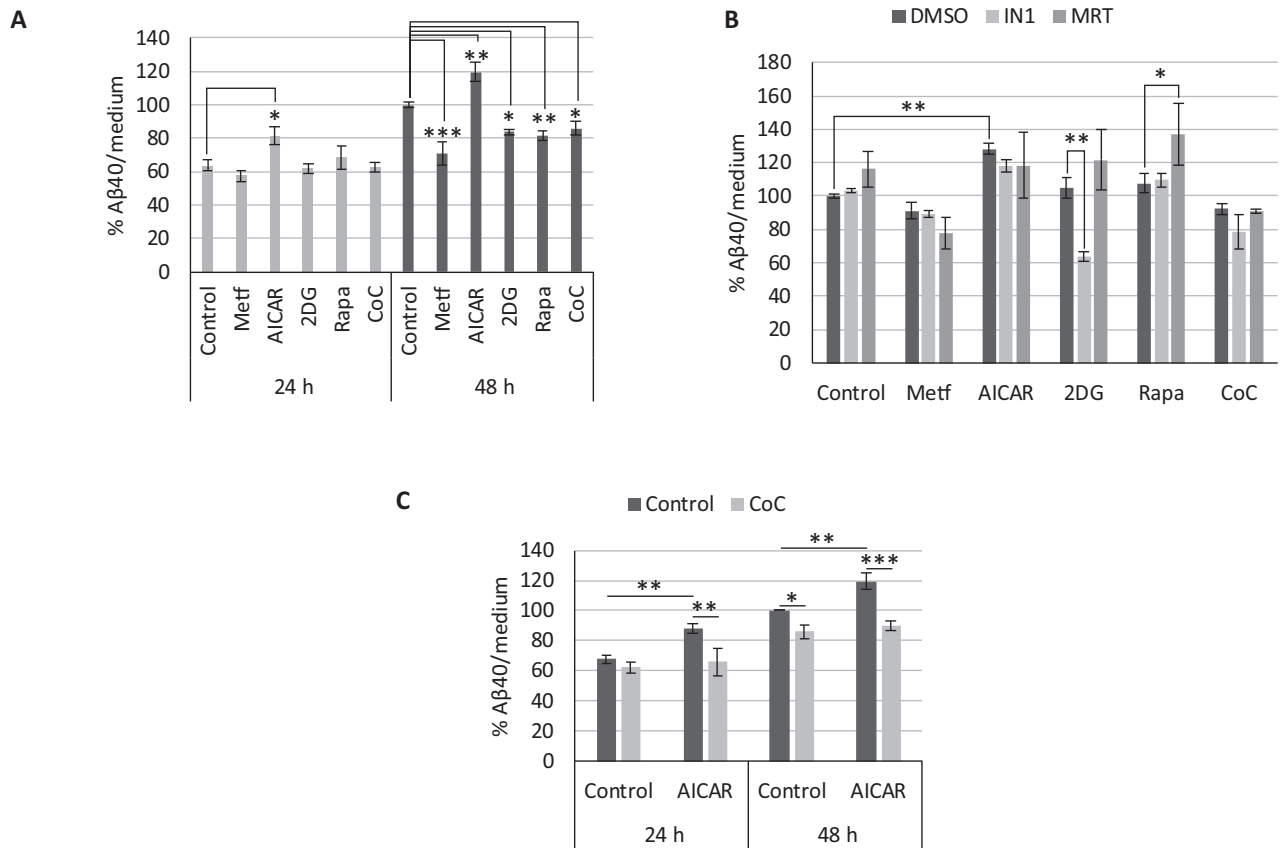 A
% Aβ40/medium
140
120
100
80
60
40
20
0
*
***
**
*
**
*
Control
Metf
AICAR
2DG
Rapa
CoC
Control
Metf
AICAR
2DG
Rapa
CoC
24 h
48 h
B
DMSO IN1 MRT
% Aβ40/medium
180
160
140
120
100
80
60
40
20
0
**
**
*
Control Metf AICAR 2DG Rapa CoC
C
Control CoC
% Aβ40/medium
140
120
100
80
60
40
20
0
**
**
*
**
***
Control AICAR Control AICAR
24 h 48 h